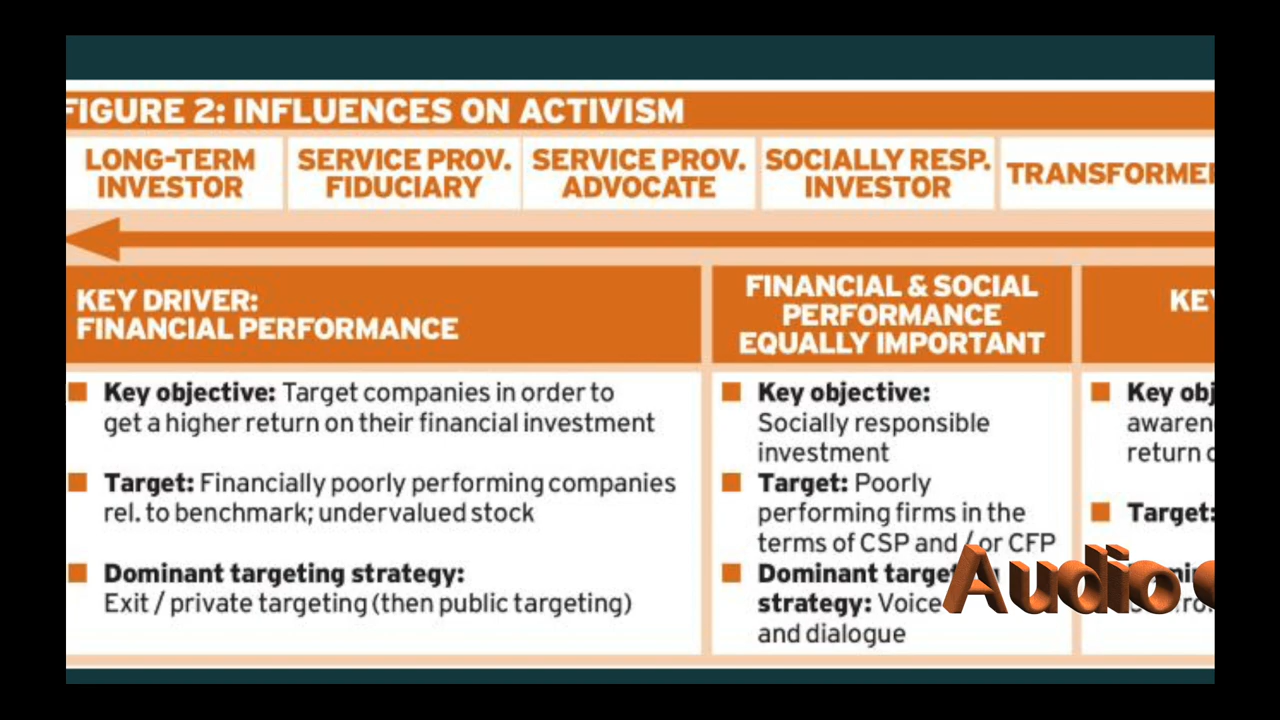 FIGURE 2: INFLUENCES ON ACTIVISM
LONG-TERM
INVESTOR
SERVICE PROV.
FIDUCIARY
SERVICE PROV.
ADVOCATE
SOCIALLY RESP.
INVESTOR
TRANSFORMER
KEY DRIVER:
FINANCIAL PERFORMANCE
Key objective: Target companies in order to
get a higher return on their financial investment
Target: Financially poorly performing companies
rel. to benchmark; undervalued stock
Dominant targeting strategy:
Exit / private targeting (then public targeting)
FINANCIAL & SOCIAL
PERFORMANCE
EQUALLY IMPORTANT
Key objective:
Socially responsible
investment
Target: Poorly
performing firms in the
terms of CSP and / or CFP
Dominant
strategy: Voice
and dialogue
Key
return
Target:
Audio